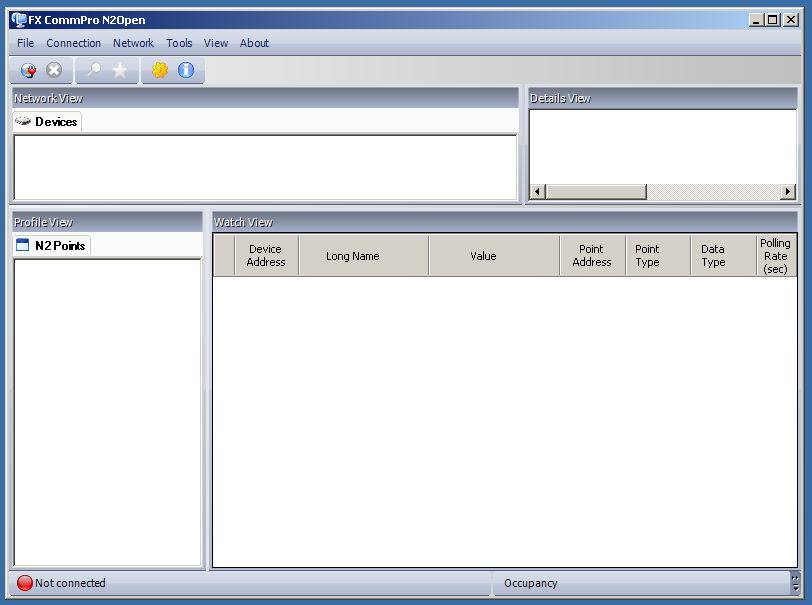 FX CommPro N2Open
File Connection Network Tools View About
Network View
Devices
Details View
Profile View
N2 Points
Watch View
Device
Address
Long Name
Value
Point
Address
Point
Type
Data
Type
Polling
Rate
(sec)
Not connected
Occupancy